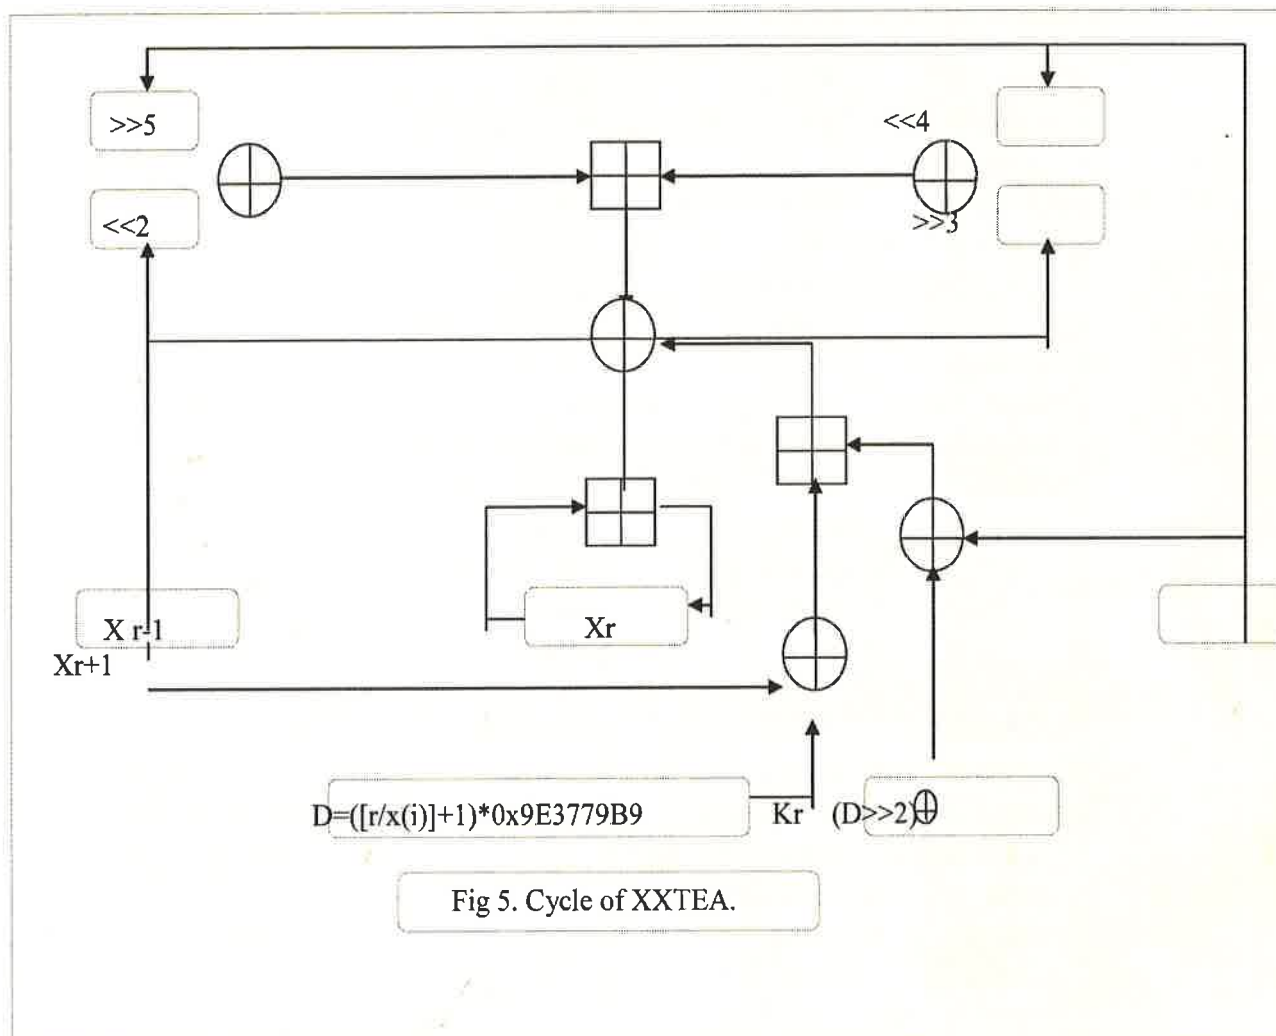 >>5
<<4
<<2
>>3
X r-1
Xr
Xr+1
D=([r/x(i)]+1)*0x9E3779B9
Kr
(D>>2)⊕
Fig 5. Cycle of XXTEA.